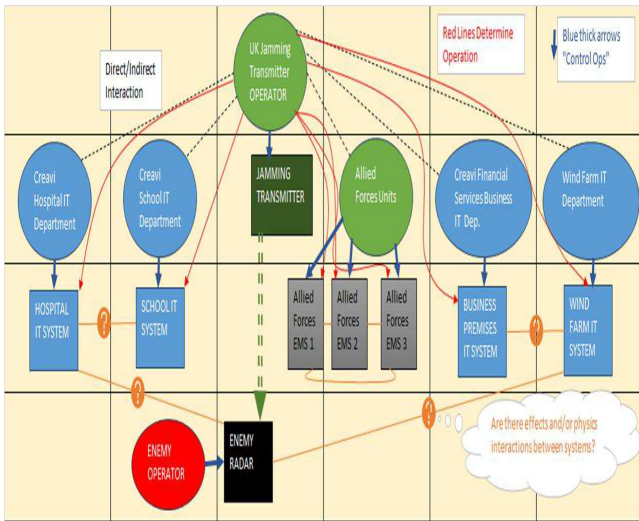 Direct/Indirect
Interaction
UK Jamming
Transmitter
OPERATOR
Red Lines Determine
Operation
Blue thick arrows
"Control Ops"
Creavi
Hospital IT
Department
Creavi
School IT
Department
JAMMING
TRANSMITTER
Allied
Forces Units
Creavi Financial
Services Business
IT Dep.
Wind Farm IT
Department
HOSPITAL
IT SYSTEM
SCHOOL IT
SYSTEM
Allied
Forces
EMS 1
Allied
Forces
EMS 2
Allied
Forces
EMS 3
BUSINESS
PREMISES
IT SYSTEM
WIND
FARM IT
SYSTEM
?
?
?
?
ENEMY
OPERATOR
ENEMY
RADAR
Are there effects and/or physics
interactions between systems?